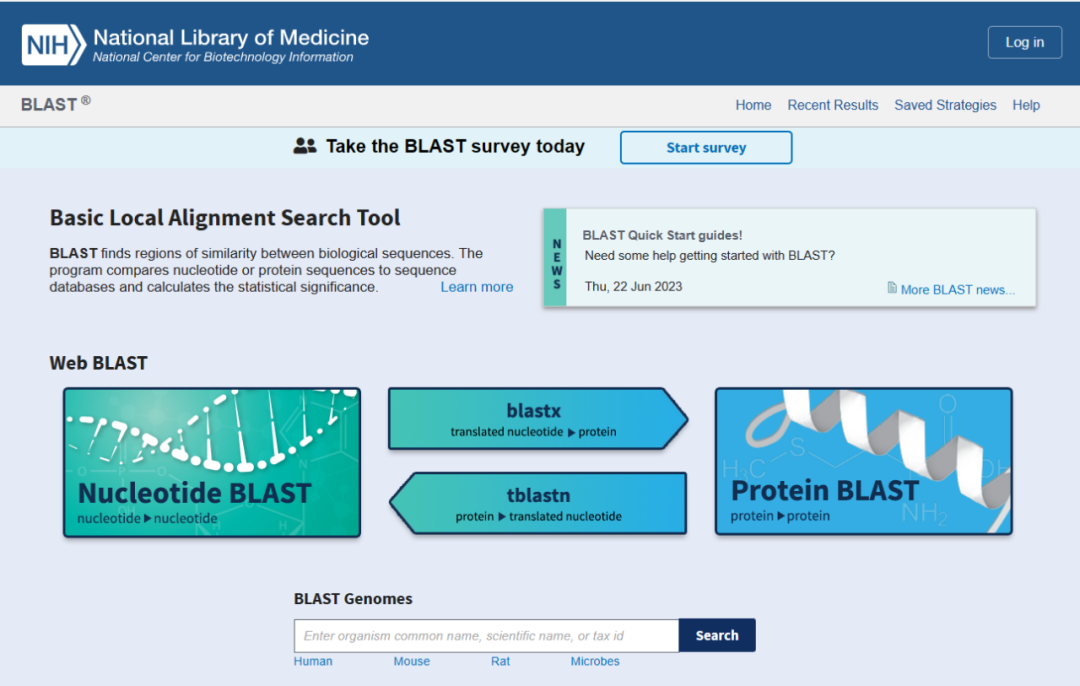 NIH
National Library of Medicine
National Center for Biotechnology Information
Log in
BLAST ®
Home Recent Results Saved Strategies Help
Take the BLAST survey today
Start survey
Basic Local Alignment Search Tool
BLAST finds regions of similarity between biological sequences. The
program compares nucleotide or protein sequences to sequence
databases and calculates the statistical significance. Learn more
NEWS
BLAST Quick Start guides!
Need some help getting started with BLAST?
Thu, 22 Jun 2023
More BLAST news...
Web BLAST
Nucleotide BLAST
nucleotide ▶ nucleotide
blastx
translated nucleotide ▶ protein
tblastn
protein ▶ translated nucleotide
H₃C
S
O
OH
NH₂
Protein BLAST
protein ▶ protein
BLAST Genomes
Enter organism common name, scientific name, or tax id
Search
Human Mouse Rat Microbes